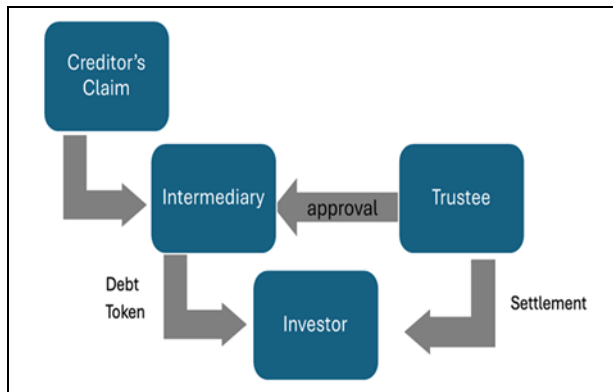 Creditor's
Claim
Intermediary
approval
Trustee
Debt
Token
Investor
Settlement